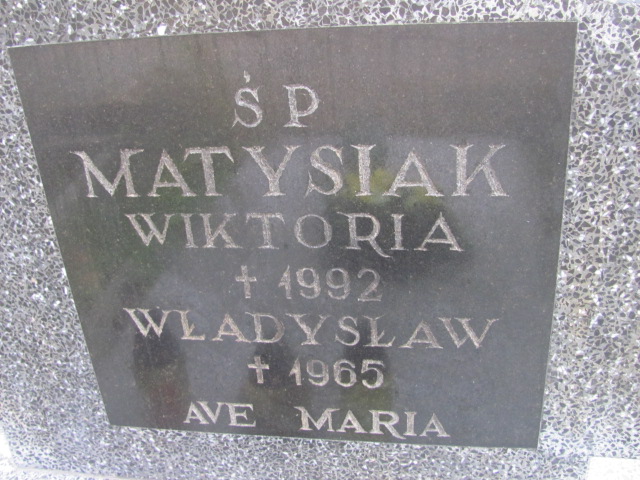 ŚP
MATYSIAK
WIKTORIA
† 1992
WŁADYSŁAW
† 1965
AVE MARIA